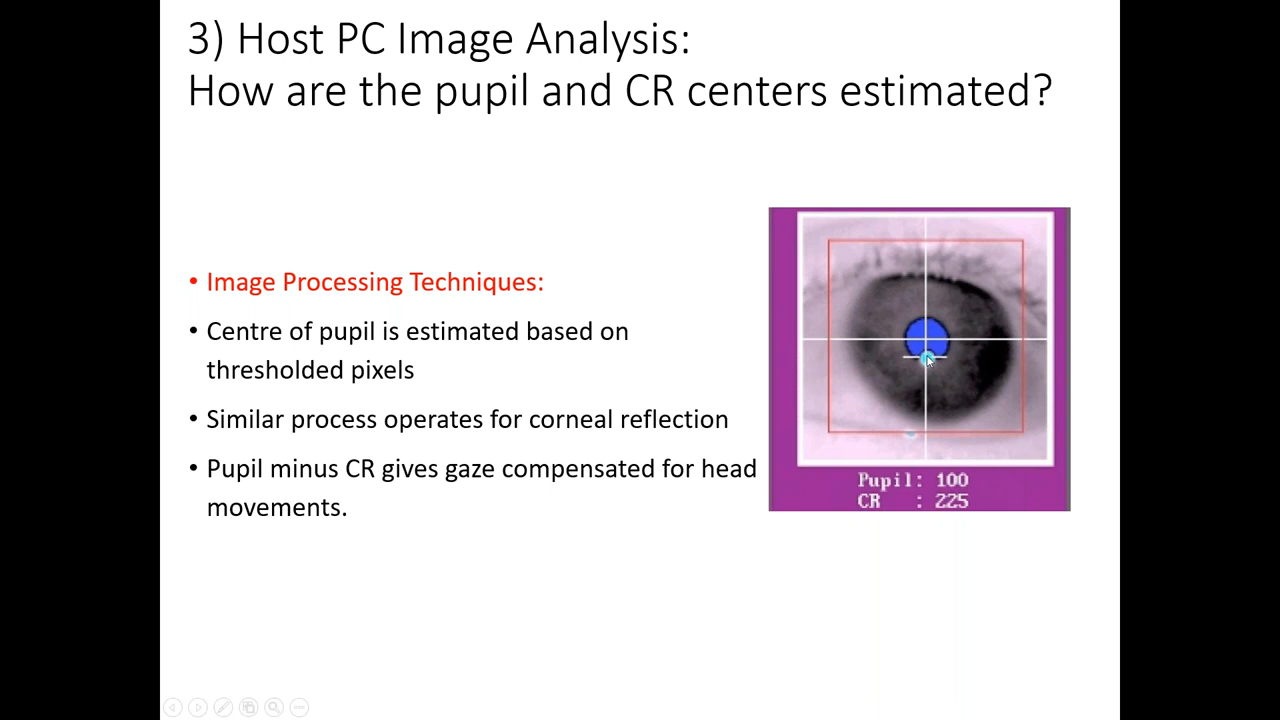 3) Host PC Image Analysis:
How are the pupil and CR centers estimated?
• Image Processing Techniques:
• Centre of pupil is estimated based on
thresholded pixels
• Similar process operates for corneal reflection
• Pupil minus CR gives gaze compensated for head
movements.
Pupil: 100
CR : 225